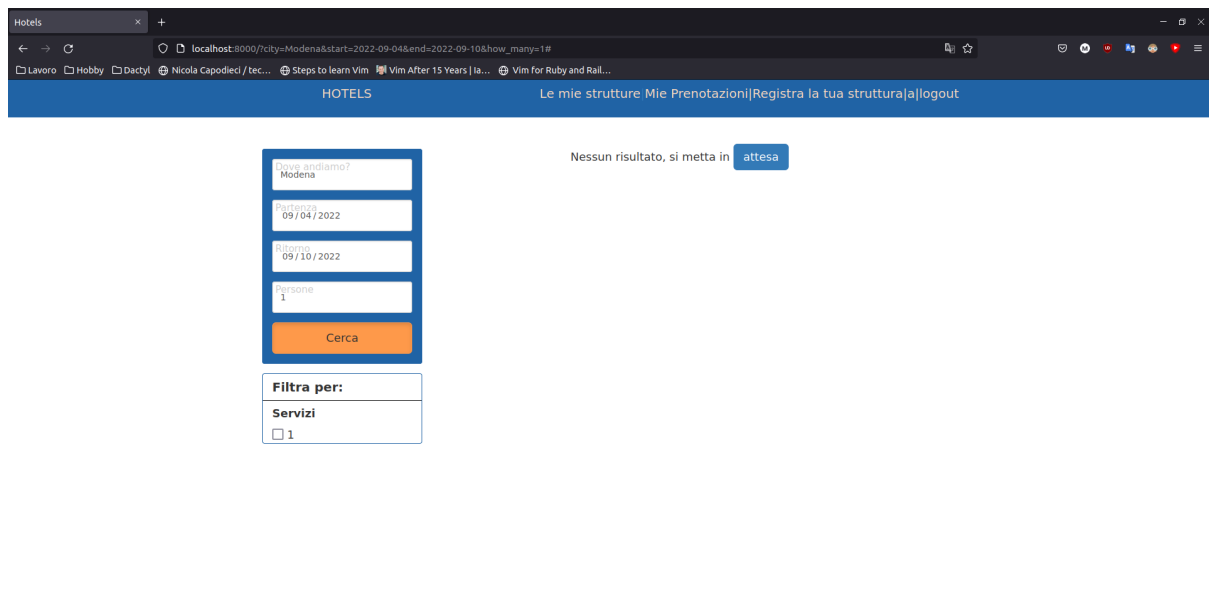 Hotels
localhost:8000/?city=Modena&start=2022-09-04&end=2022-09-10&how_many=1#
Lavoro Hobby Dactyl Nicola Capodieci / tec... Steps to learn Vim Vim After 15 Years | Ia... Vim for Ruby and Rail...
HOTELS Le mie strutture|Mie Prenotazioni|Registra la tua struttura|a|logout
Dove andiamo?
Modena
Partenza
09/04/2022
Ritorno
09/10/2022
Persone
1
Cerca
Filtra per:
Servizi
1
Nessun risultato, si metta in attesa